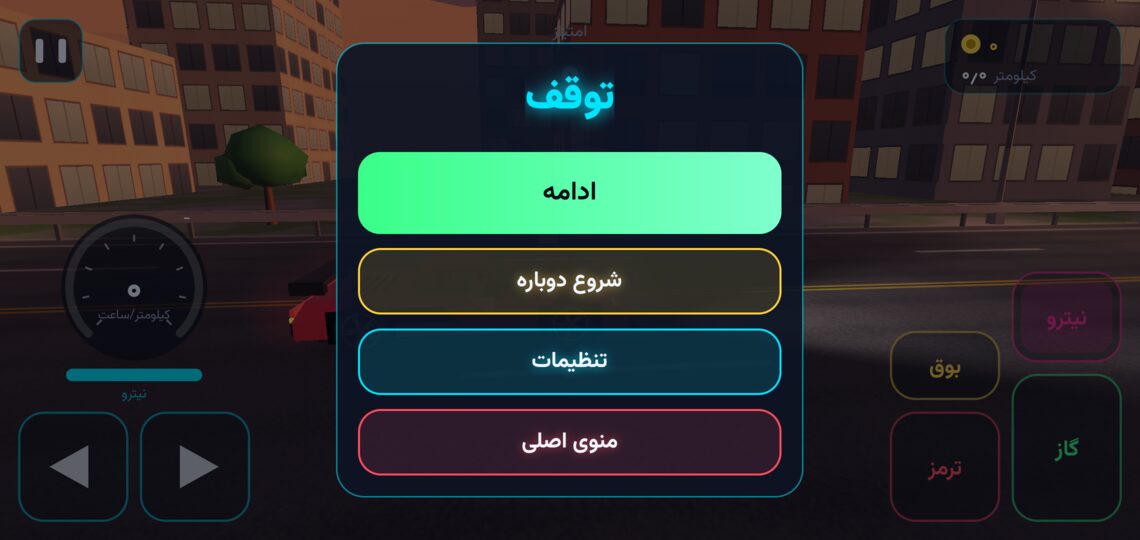 امتیاز
۰
۰٫۰ کیلومتر
توقف
ادامه
شروع دوباره
تنظیمات
منوی اصلی
۰
کیلومتر/ساعت
نیترو
نیترو
بوق
گاز
ترمز